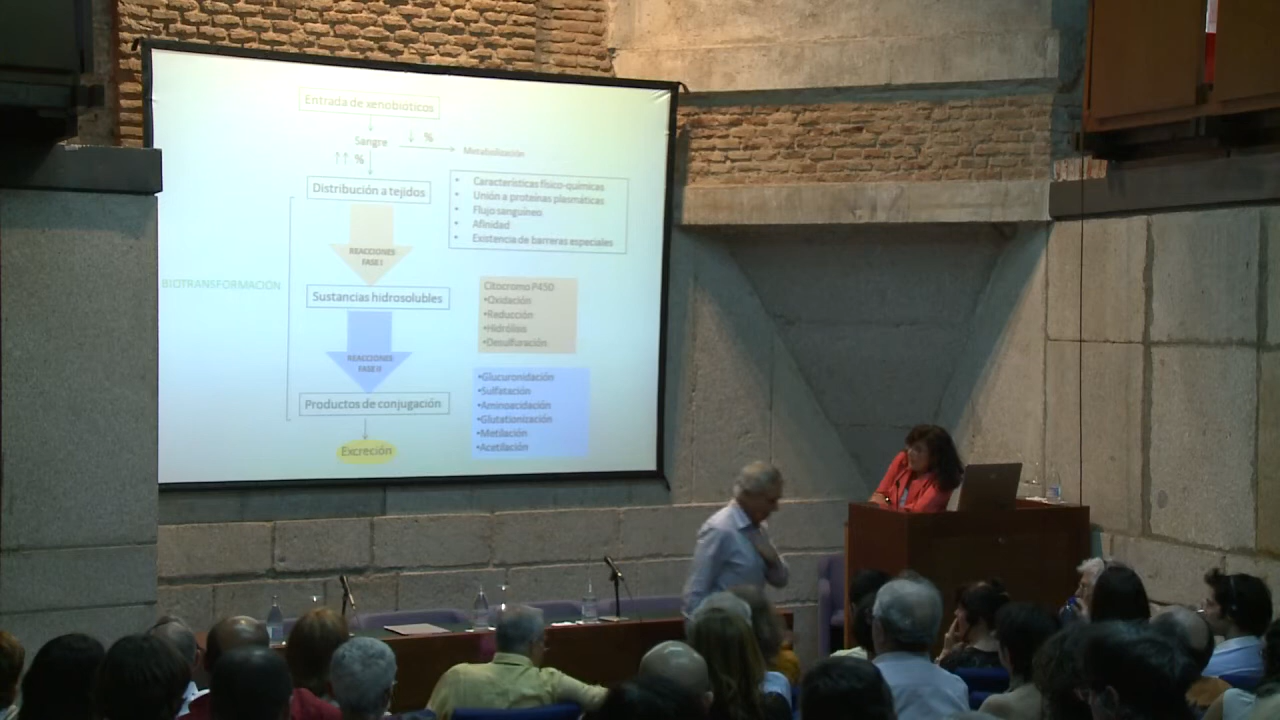 Entrada de xenobioticos
Sangre
↓ %
Metabolización
↑↑ %
Distribución a tejidos
• Características físico-químicas
• Unión a proteínas plasmáticas
• Flujo sanguíneo
• Afinidad
• Existencia de barreras especiales
REACCIONES
FASE I
BIOTRANSFORMACIÓN
Sustancias hidrosolubles
Citocromo P450
•Oxidación
•Reducción
•Hidrólisis
•Desulfuración
REACCIONES
FASE II
Productos de conjugación
•Glucuronidación
•Sulfatación
•Aminoacidación
•Glutationización
•Metilación
•Acetilación
Excreción